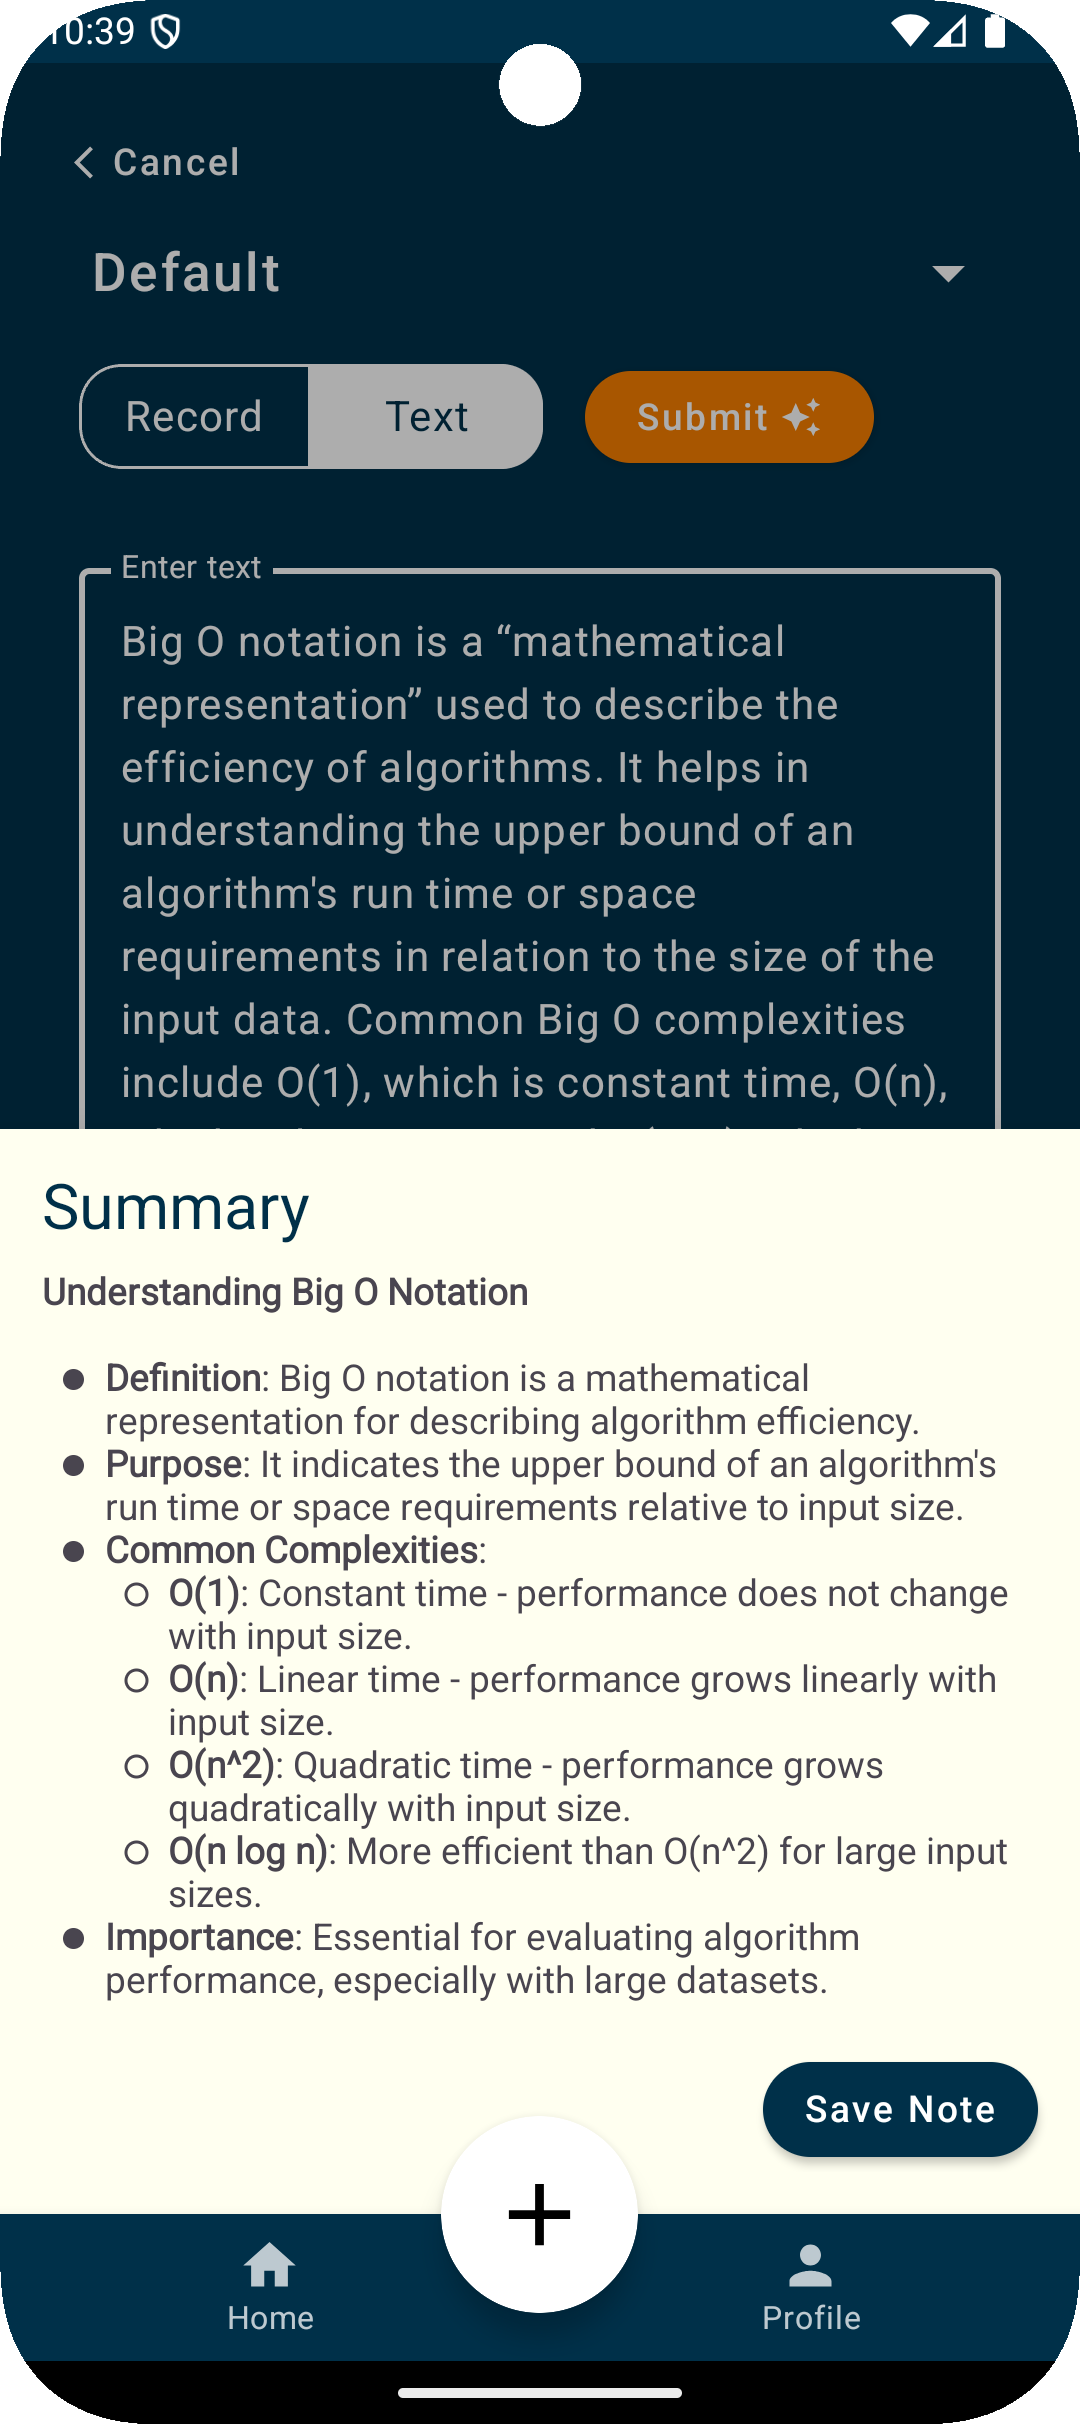 10:39
Cancel
Default
Record
Text
Submit
Enter text
Big O notation is a “mathematical
representation” used to describe the
efficiency of algorithms. It helps in
understanding the upper bound of an
algorithm's run time or space
requirements in relation to the size of the
input data. Common Big O complexities
include O(1), which is constant time, O(n),
Summary
Understanding Big O Notation
Definition: Big O notation is a mathematical
representation for describing algorithm efficiency.
Purpose: It indicates the upper bound of an algorithm's
run time or space requirements relative to input size.
Common Complexities:
O(1): Constant time - performance does not change
with input size.
O(n): Linear time - performance grows linearly with
input size.
O(n^2): Quadratic time - performance grows
quadratically with input size.
O(n log n): More efficient than O(n^2) for large input
sizes.
Importance: Essential for evaluating algorithm
performance, especially with large datasets.
Save Note
Home
Profile